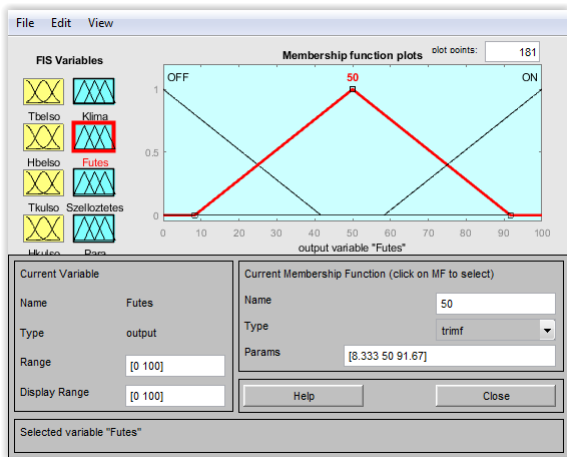 File Edit View
FIS Variables
Membership function plots
plot points:
181
Tbelso Klima
Hbelso Futes
Tkulso Szelloztetes
Hkulso Para
OFF 50 ON
1
0.5
0
0 10 20 30 40 50 60 70 80 90 100
output variable "Futes"
Current Variable
Name Futes
Type output
Range [0 100]
Display Range [0 100]
Current Membership Function (click on MF to select)
Name 50
Type trimf
Params [8.333 50 91.67]
Help Close
Selected variable "Futes"